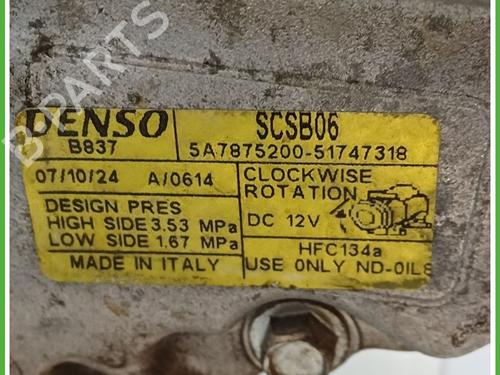 DENSO SCSB06
B837 5A7875200-51747318
07/10/24 A/0614
CLOCKWISE
ROTATION
DESIGN PRES
HIGH SIDE 3.53 MPa
LOW SIDE 1.67 MPa
DC 12V
HFC134a
MADE IN ITALY
USE ONLY ND-OIL8
B PARTS